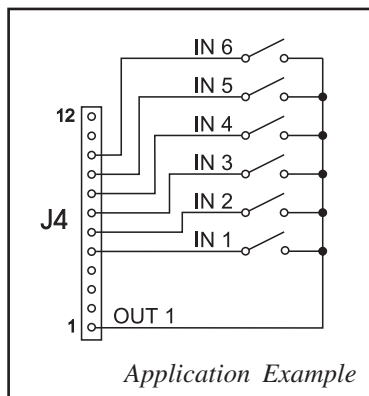 IN 6
IN 5
12
IN 4
IN 3
J4
IN 2
IN 1
1
OUT 1
Application Example